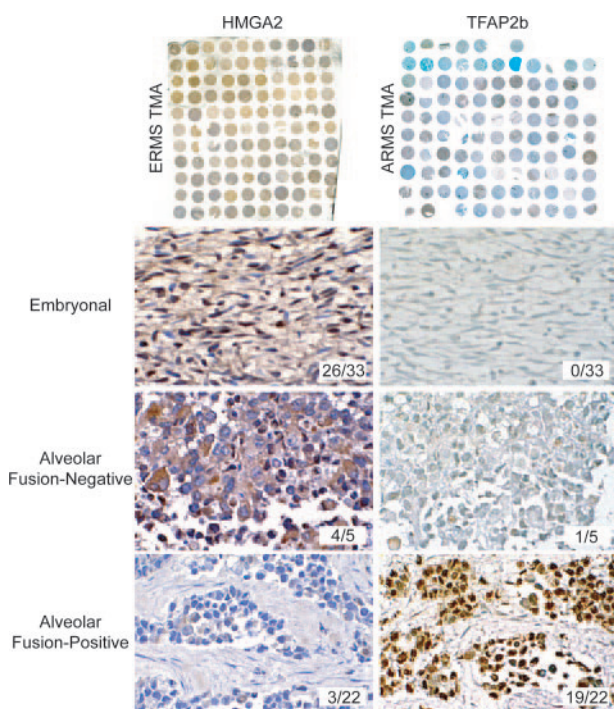 HMGA2 TFAP2b
ERMS TMA
ARMS TMA
Embryonal
26/33
0/33
Alveolar
Fusion-Negative
4/5
1/5
Alveolar
Fusion-Positive
3/22
19/22